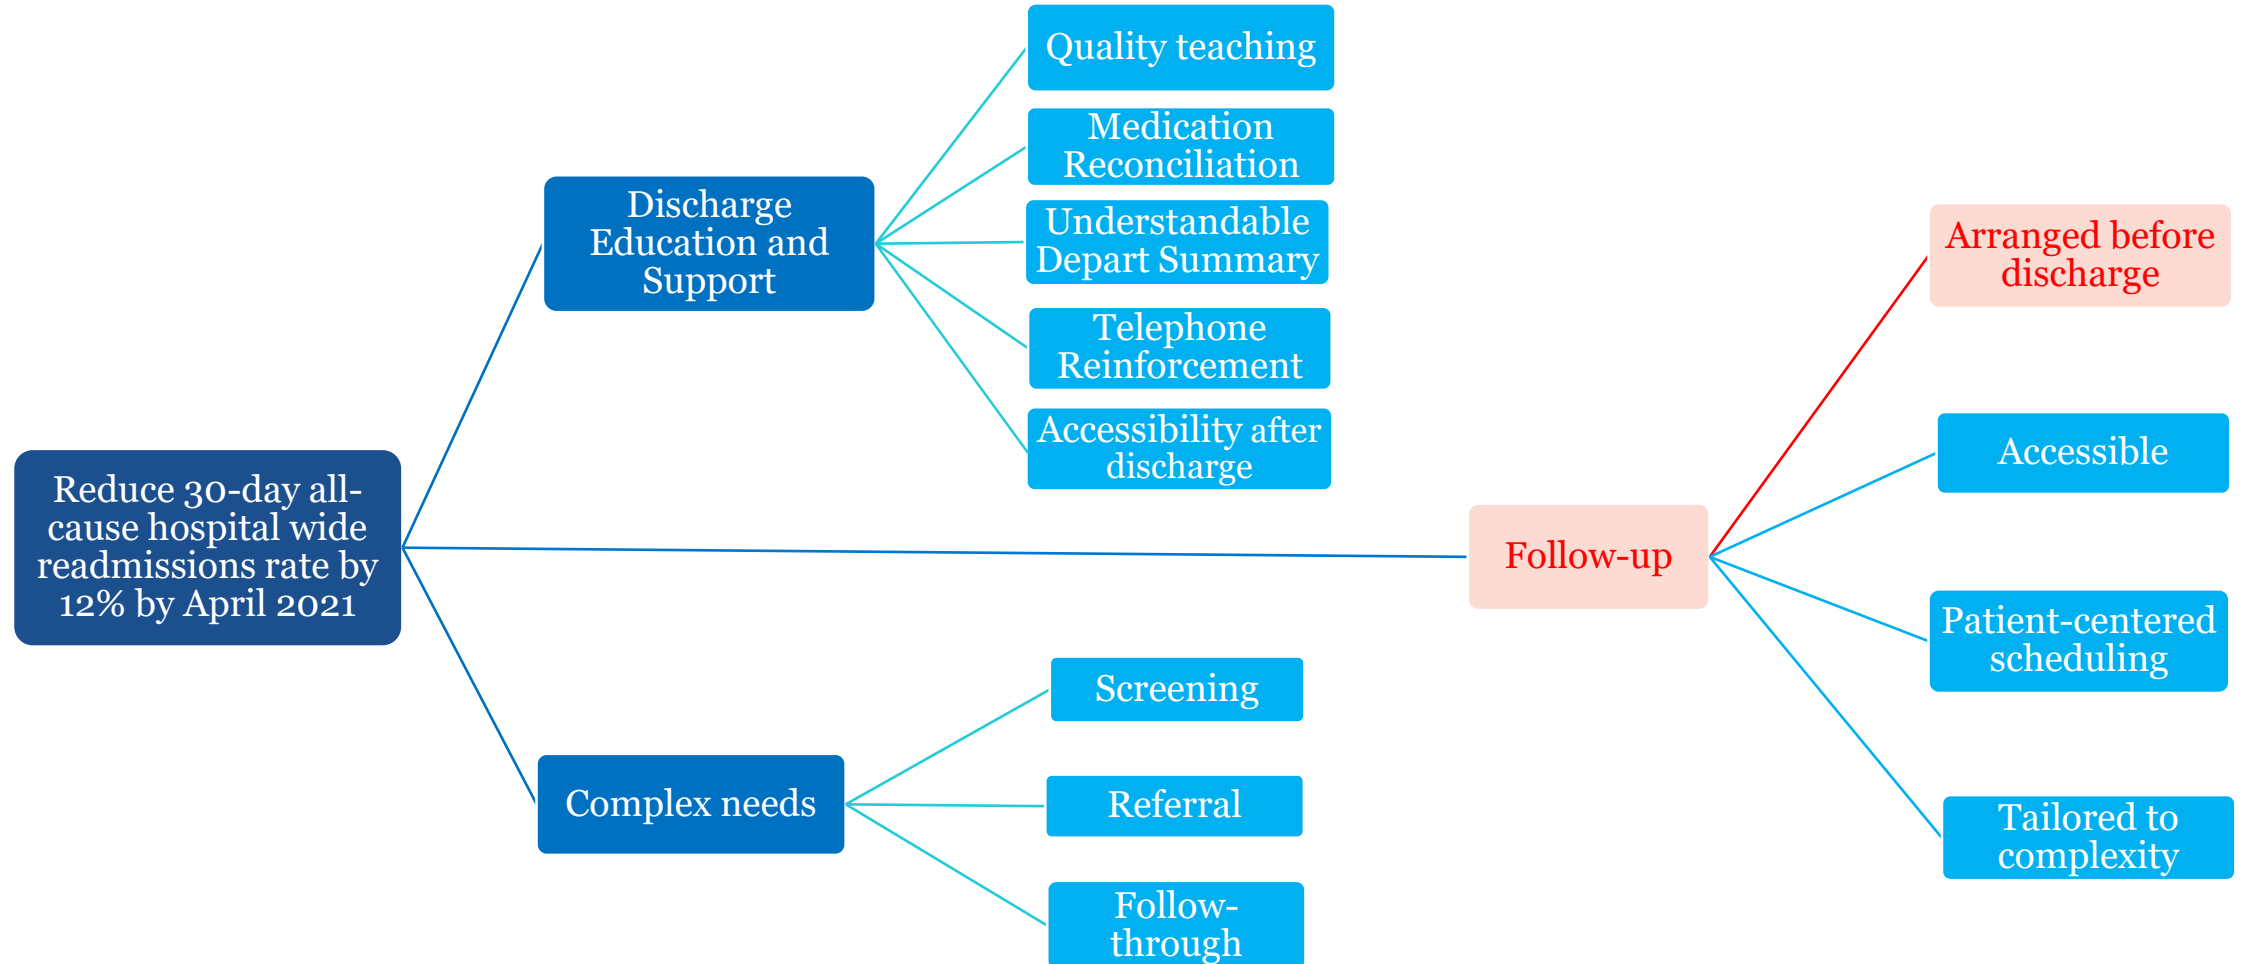 Reduce 30-day all-
cause hospital wide
readmissions rate by
12% by April 2021
Discharge
Education and
Support
Quality teaching
Medication
Reconciliation
Understandable
Depart Summary
Telephone
Reinforcement
Accessibility after
discharge
Follow-up
Arranged before
discharge
Accessible
Patient-centered
scheduling
Tailored to
complexity
Complex needs
Screening
Referral
Follow-
through